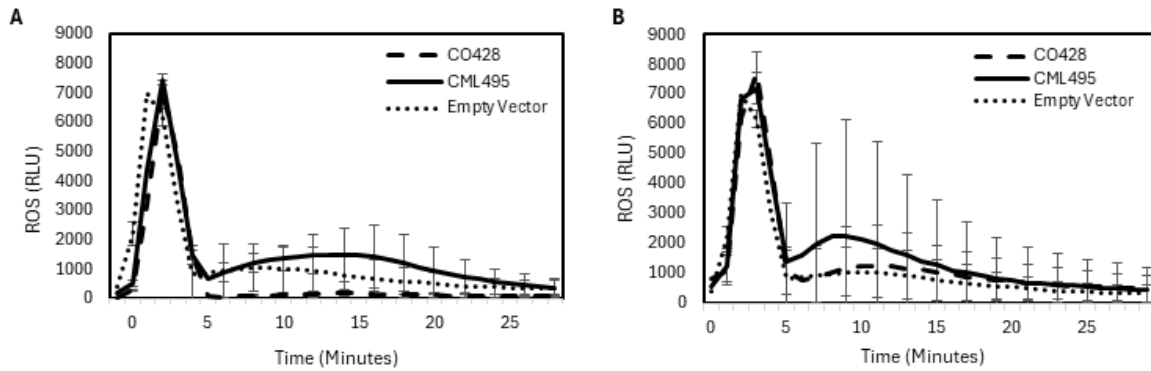 A
9000
8000
7000
6000
5000
4000
3000
2000
1000
0
ROS (RLU)
CO428
CML495
Empty Vector
0 5 10 15 20 25
Time (Minutes)
B
9000
8000
7000
6000
5000
4000
3000
2000
1000
0
ROS (RLU)
CO428
CML495
Empty Vector
0 5 10 15 20 25
Time (Minutes)